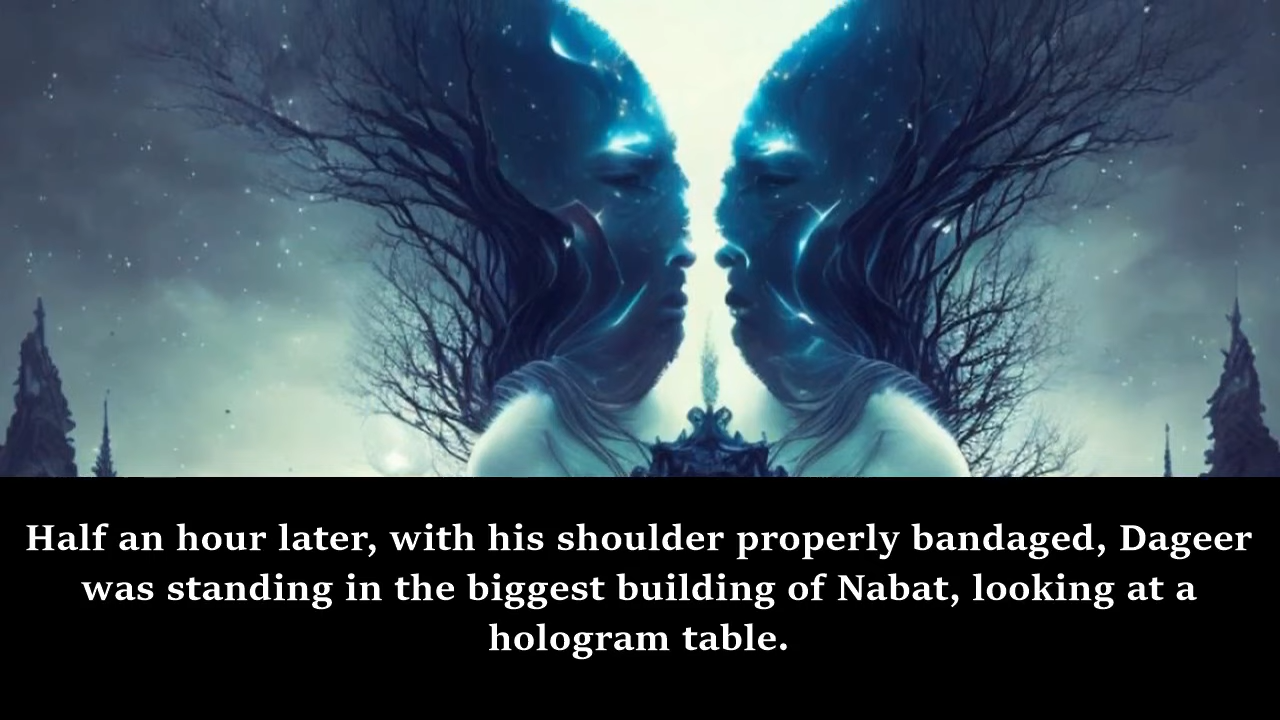 Half an hour later, with his shoulder properly bandaged, Dageer
was standing in the biggest building of Nabat, looking at a
hologram table.